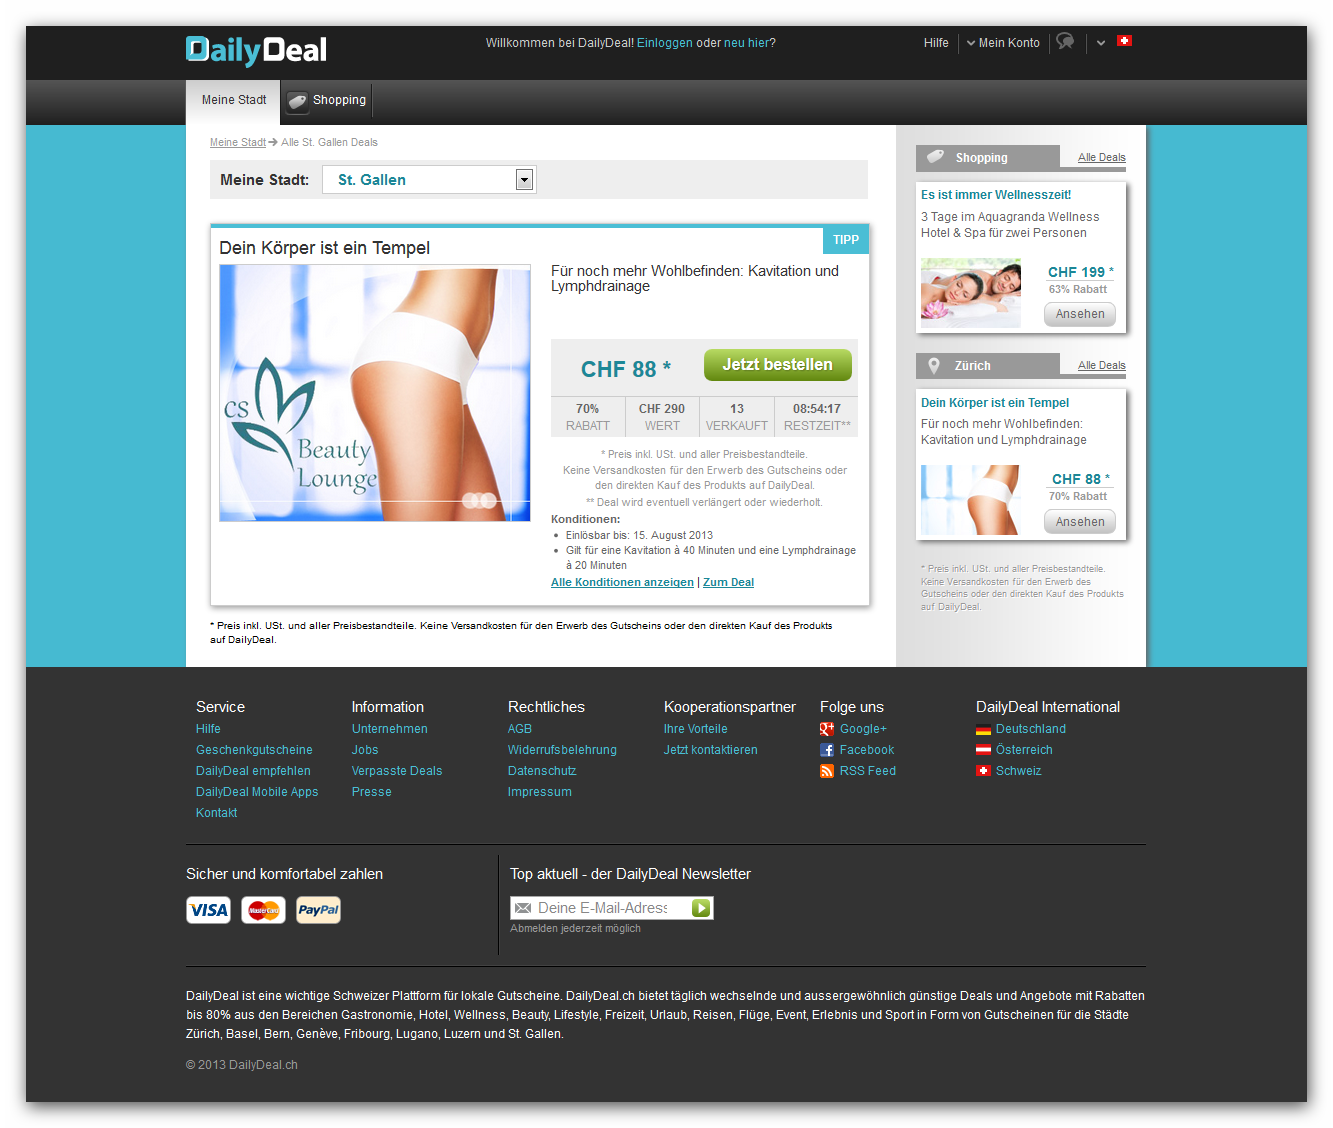 DailyDeal
Willkommen bei DailyDeal! Einloggen oder neu hier?
Hilfe
Mein Konto
Meine Stadt
Shopping
Meine Stadt
Alle St. Gallen Deals
Meine Stadt:
St. Gallen
Dein Körper ist ein Tempel
TIPP
cs
Beauty
Lounge
Für noch mehr Wohlbefinden: Kavitation und
Lymphdrainage
CHF 88 *
Jetzt bestellen
70%
RABATT
CHF 290
WERT
13
VERKAUFT
08:54:17
RESTZEIT**
* Preis inkl. USt. und aller Preisbestandteile.
Keine Versandkosten für den Erwerb des Gutscheins oder
den direkten Kauf des Produkts auf DailyDeal.
** Deal wird eventuell verlängert oder wiederholt.
Konditionen:
• Einlösbar bis: 15. August 2013
• Gilt für eine Kavitation à 40 Minuten und eine Lymphdrainage
à 20 Minuten
Alle Konditionen anzeigen | Zum Deal
* Preis inkl. USt. und aller Preisbestandteile. Keine Versandkosten für den Erwerb des Gutscheins oder den direkten Kauf des Produkts
auf DailyDeal.
Shopping
Alle Deals
Es ist immer Wellnesszeit!
3 Tage im Aquagranda Wellness
Hotel & Spa für zwei Personen
CHF 199 *
63% Rabatt
Ansehen
Zürich
Alle Deals
Dein Körper ist ein Tempel
Für noch mehr Wohlbefinden:
Kavitation und Lymphdrainage
CHF 88 *
70% Rabatt
Ansehen
* Preis inkl. USt. und aller Preisbestandteile.
Keine Versandkosten für den Erwerb des
Gutscheins oder den direkten Kauf des Produkts
auf DailyDeal.
Service
Hilfe
Geschenkgutscheine
DailyDeal empfehlen
DailyDeal Mobile Apps
Kontakt
Information
Unternehmen
Jobs
Verpasste Deals
Presse
Rechtliches
AGB
Widerrufsbelehrung
Datenschutz
Impressum
Kooperationspartner
Ihre Vorteile
Jetzt kontaktieren
Folge uns
Google+
Facebook
RSS Feed
DailyDeal International
Deutschland
Österreich
Schweiz
Sicher und komfortabel zahlen
VISA
MasterCard
PayPal
Top aktuell - der DailyDeal Newsletter
Deine E-Mail-Adress
Abmelden jederzeit möglich
DailyDeal ist eine wichtige Schweizer Plattform für lokale Gutscheine. DailyDeal.ch bietet täglich wechselnde und aussergewöhnlich günstige Deals und Angebote mit Rabatten
bis 80% aus den Bereichen Gastronomie, Hotel, Wellness, Beauty, Lifestyle, Freizeit, Urlaub, Reisen, Flüge, Event, Erlebnis und Sport in Form von Gutscheinen für die Städte
Zürich, Basel, Bern, Genève, Fribourg, Lugano, Luzern und St. Gallen.
© 2013 DailyDeal.ch